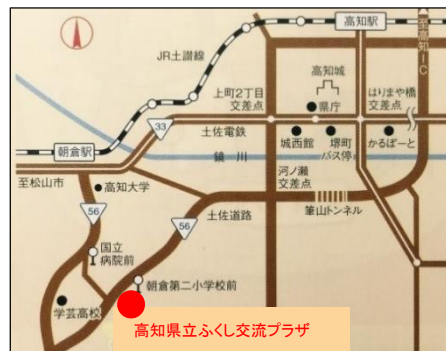 高知駅
至高知IC
JR土讃線
高知城
上町2丁目
交差点
県庁
はりまや橋
交差点
33
土佐電鉄
城西館
堺町
バス停
かるぽーと
朝倉駅
鏡川
至松山市
高知大学
河ノ瀬
交差点
56
土佐道路
56
筆山トンネル
国立
病院前
朝倉第二小学校前
学芸高校
高知県立ふくし交流プラザ